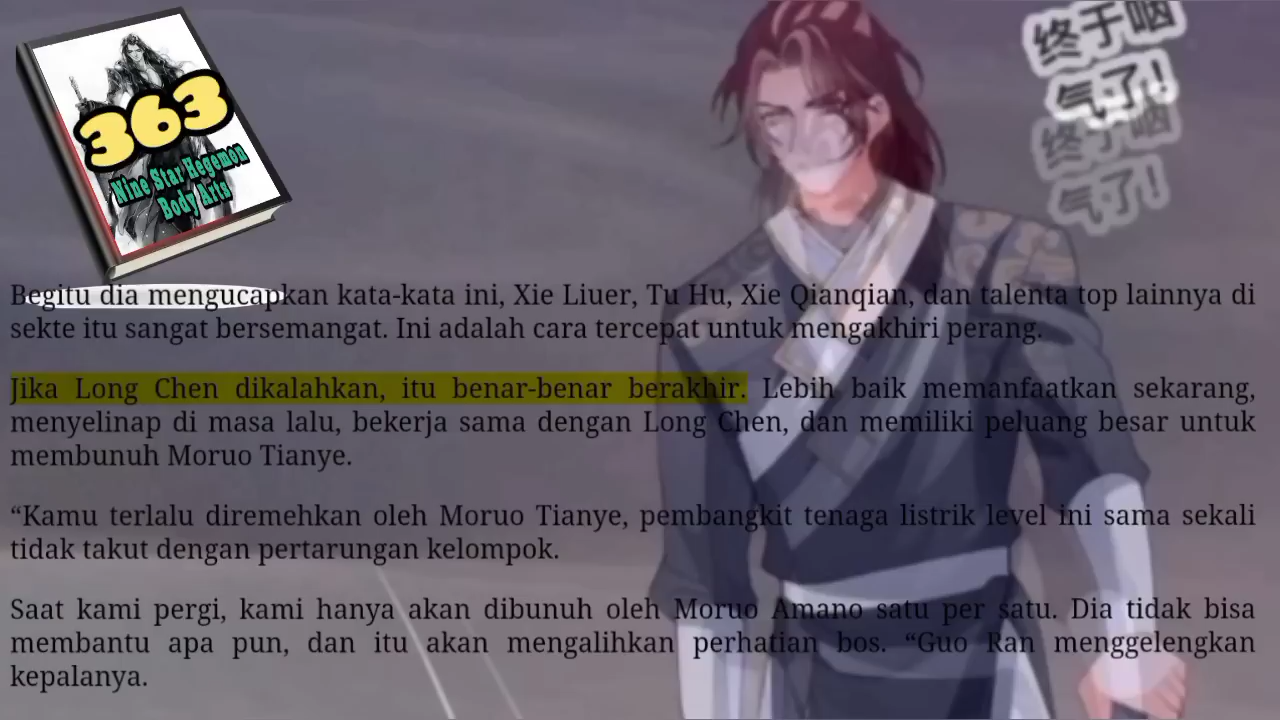 363
Nine Star Hegemon
Body Arts
终于咽
气了!
终于咽
气了!
Begitu dia mengucapkan kata-kata ini, Xie Liuer, Tu Hu, Xie Qianqian, dan talenta top lainnya di
sekte itu sangat bersemangat. Ini adalah cara tercepat untuk mengakhiri perang.
Jika Long Chen dikalahkan, itu benar-benar berakhir. Lebih baik memanfaatkan sekarang,
menyelinap di masa lalu, bekerja sama dengan Long Chen, dan memiliki peluang besar untuk
membunuh Moruo Tianye.
“Kamu terlalu diremehkan oleh Moruo Tianye, pembangkit tenaga listrik level ini sama sekali
tidak takut dengan pertarungan kelompok.
Saat kami pergi, kami hanya akan dibunuh oleh Moruo Amano satu per satu. Dia tidak bisa
membantu apa pun, dan itu akan mengalihkan perhatian bos. “Guo Ran menggelengkan
kepalanya.